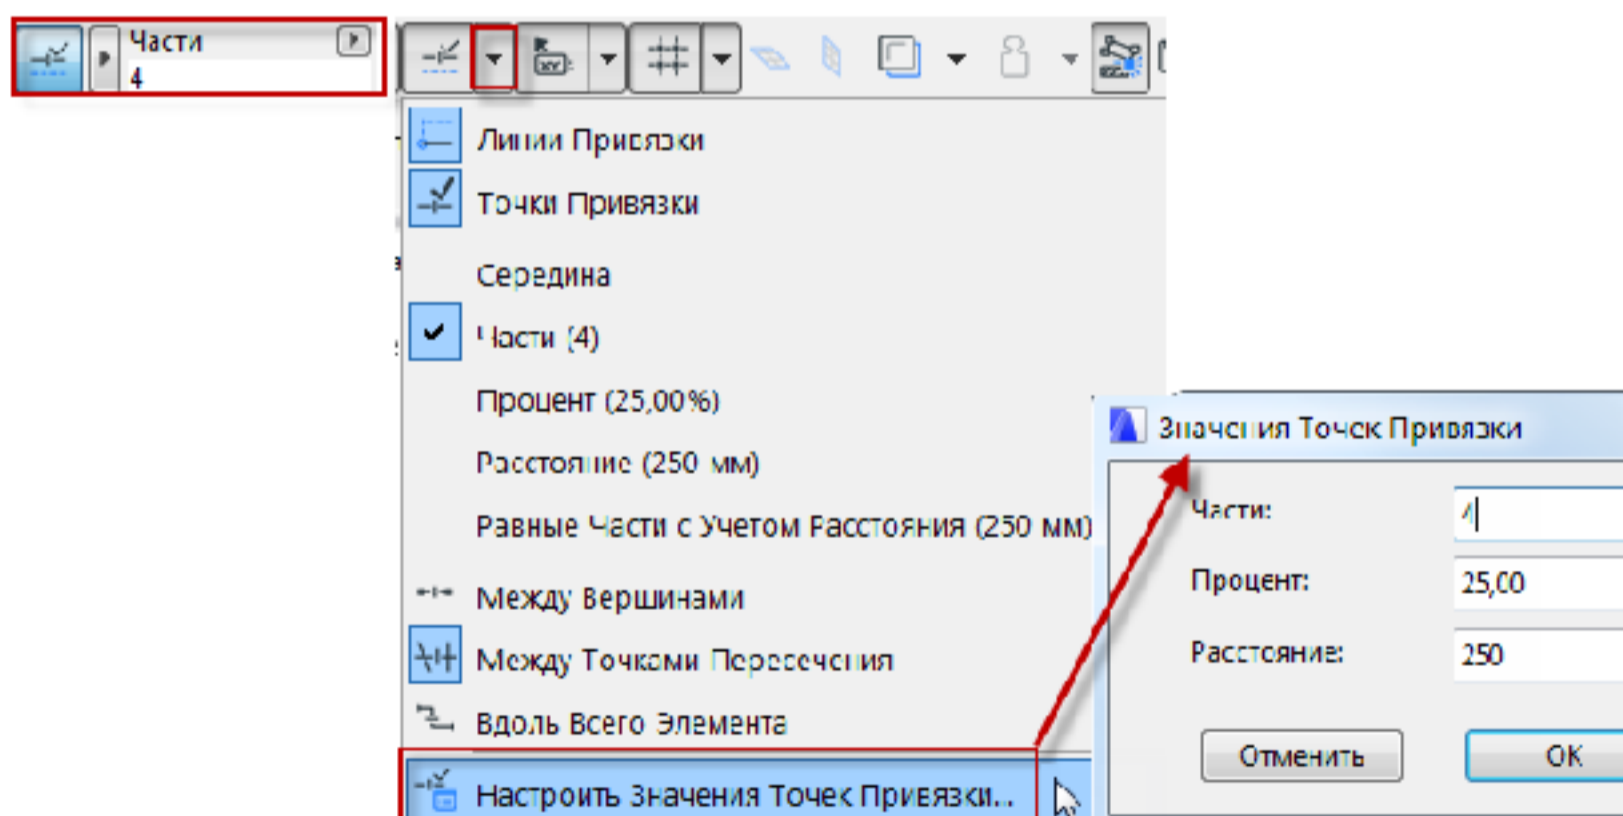 Части
4
Линии Привязки
Точки Привязки
Середина
Части (4)
Процент (25,00%)
Расстояние (250 мм)
Равные Части с Учетом Расстояния (250 мм)
Между Вершинами
Между Точками Пересечения
Вдоль Всего Элемента
Настроить Значения Точек Привязки...
Значения Точек Привязки
Части: 4
Процент: 25,00
Расстояние: 250
Отменить OK